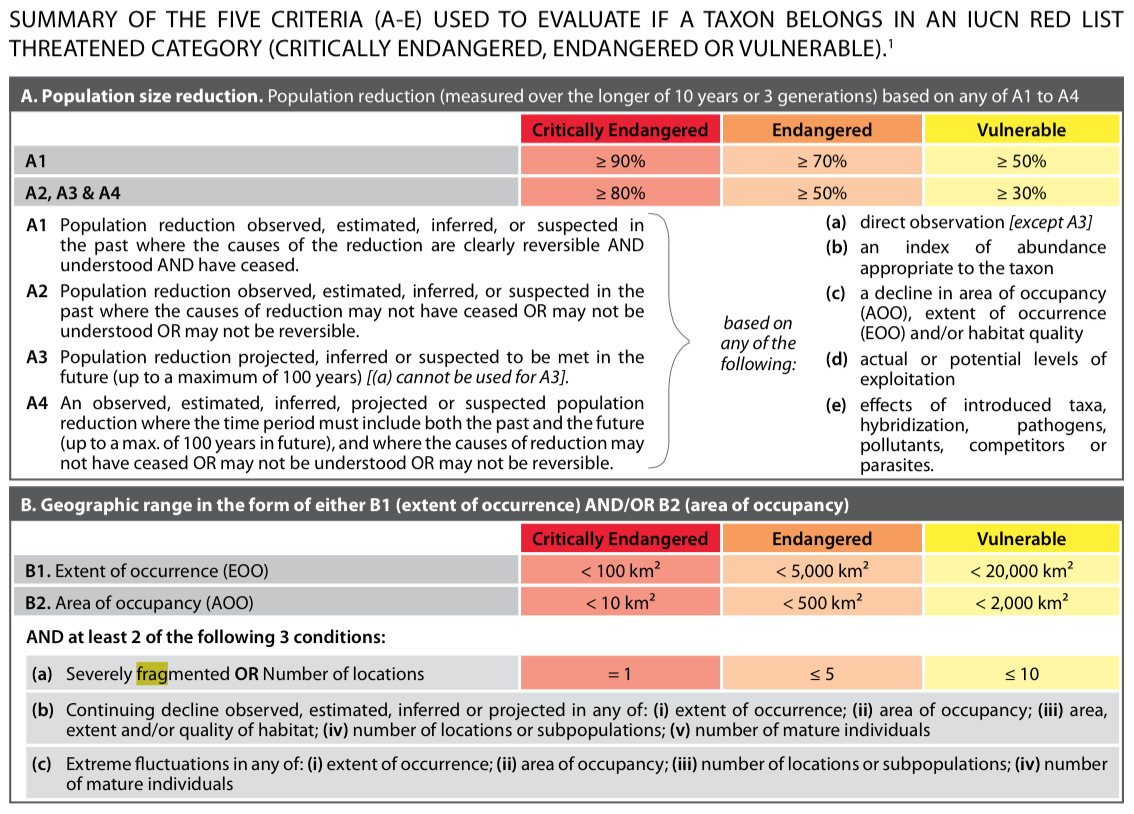 SUMMARY OF THE FIVE CRITERIA (A-E) USED TO EVALUATE IF A TAXON BELONGS IN AN IUCN RED LIST
THREATENED CATEGORY (CRITICALLY ENDANGERED, ENDANGERED OR VULNERABLE).¹
A. Population size reduction. Population reduction (measured over the longer of 10 years or 3 generations) based on any of A1 to A4
Critically Endangered Endangered Vulnerable
A1 ≥ 90% ≥ 70% ≥ 50%
A2, A3 & A4 ≥ 80% ≥ 50% ≥ 30%
A1 Population reduction observed, estimated, inferred, or suspected in
the past where the causes of the reduction are clearly reversible AND
understood AND have ceased.
A2 Population reduction observed, estimated, inferred, or suspected in the
past where the causes of reduction may not have ceased OR may not be
understood OR may not be reversible.
A3 Population reduction projected, inferred or suspected to be met in the
future (up to a maximum of 100 years) [(a) cannot be used for A3].
A4 An observed, estimated, inferred, projected or suspected population
reduction where the time period must include both the past and the future
(up to a max. of 100 years in future), and where the causes of reduction may
not have ceased OR may not be understood OR may not be reversible.
based on
any of the
following:
(a) direct observation [except A3]
(b) an index of abundance
appropriate to the taxon
(c) a decline in area of occupancy
(AOO), extent of occurrence
(EOO) and/or habitat quality
(d) actual or potential levels of
exploitation
(e) effects of introduced taxa,
hybridization, pathogens,
pollutants, competitors or
parasites.
B. Geographic range in the form of either B1 (extent of occurrence) AND/OR B2 (area of occupancy)
Critically Endangered Endangered Vulnerable
B1. Extent of occurrence (EOO) < 100 km² < 5,000 km² < 20,000 km²
B2. Area of occupancy (AOO) < 10 km² < 500 km² < 2,000 km²
AND at least 2 of the following 3 conditions:
(a) Severely fragmented OR Number of locations = 1 ≤ 5 ≤ 10
(b) Continuing decline observed, estimated, inferred or projected in any of: (i) extent of occurrence; (ii) area of occupancy; (iii) area,
extent and/or quality of habitat; (iv) number of locations or subpopulations; (v) number of mature individuals
(c) Extreme fluctuations in any of: (i) extent of occurrence; (ii) area of occupancy; (iii) number of locations or subpopulations; (iv) number
of mature individuals